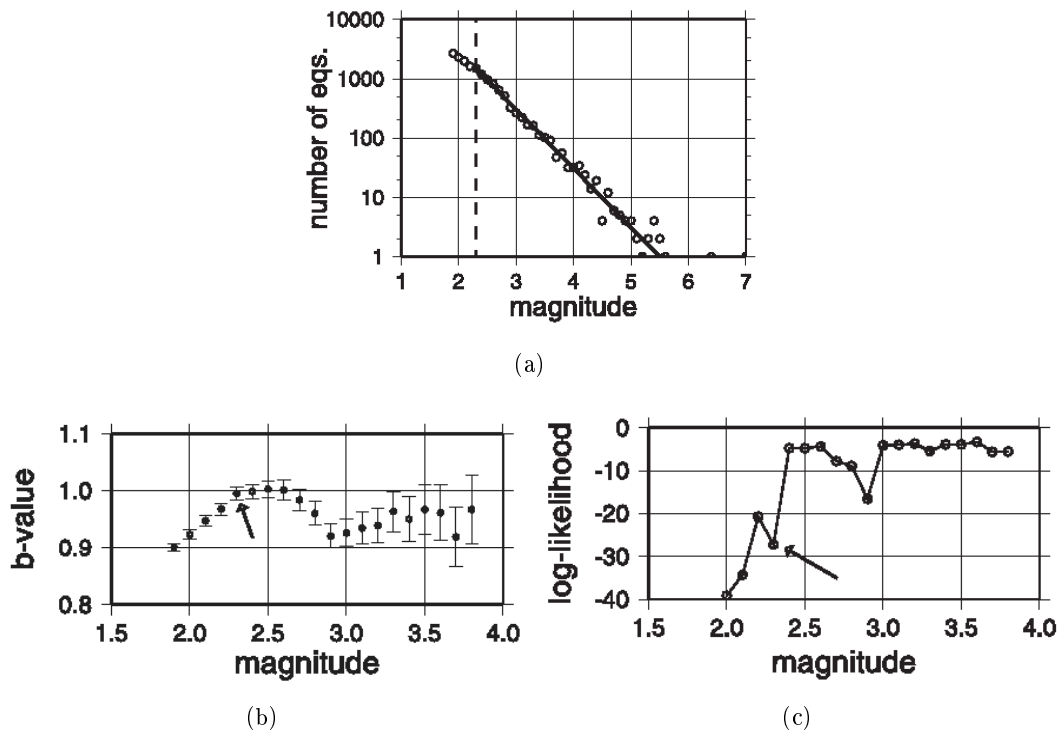 10000
1000
100
10
1
number of eqs.
1 2 3 4 5 6 7
magnitude
(a)
1.1
1.0
0.9
0.8
b-value
1.5 2.0 2.5 3.0 3.5 4.0
magnitude
(b)
0
-10
-20
-30
-40
log-likelihood
1.5 2.0 2.5 3.0 3.5 4.0
magnitude
(c)